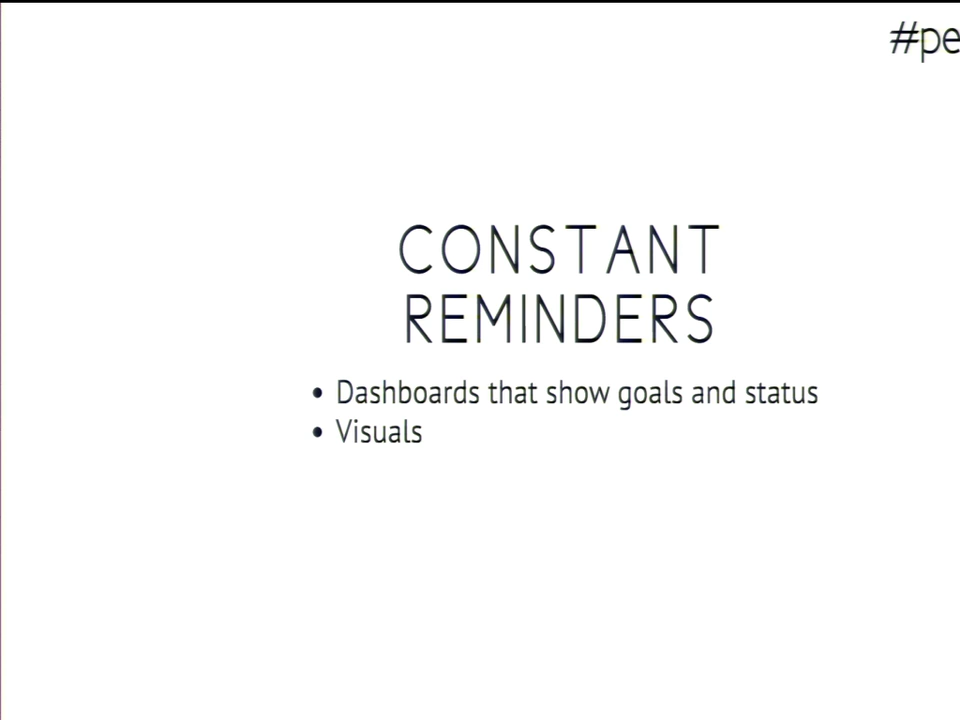 #pe
CONSTANT
REMINDERS
• Dashboards that show goals and status
• Visuals